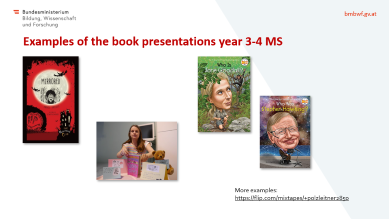 Bundesministerium
Bildung, Wissenschaft
und Forschung
bmbwf.gv.at
Examples of the book presentations year 3-4 MS
Who Is
Jane Goodall?
Who Was
Stephen Hawking?
More examples:
https://flip.com/mixtapes/+polzleitner2850